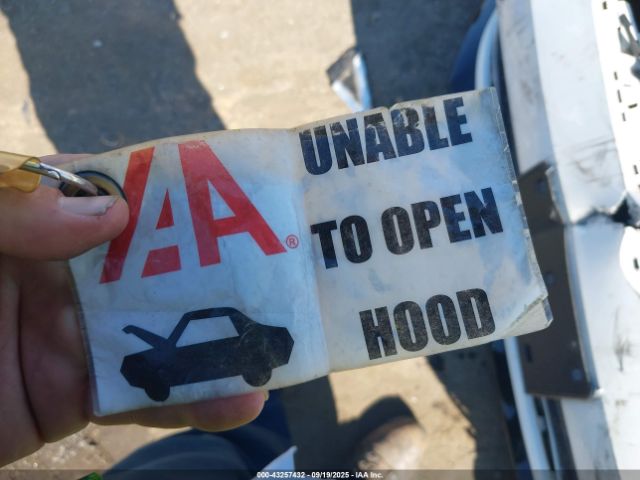 IAA®
UNABLE
TO OPEN
HOOD
000-43257432 - 09/19/2025 - IAA Inc.